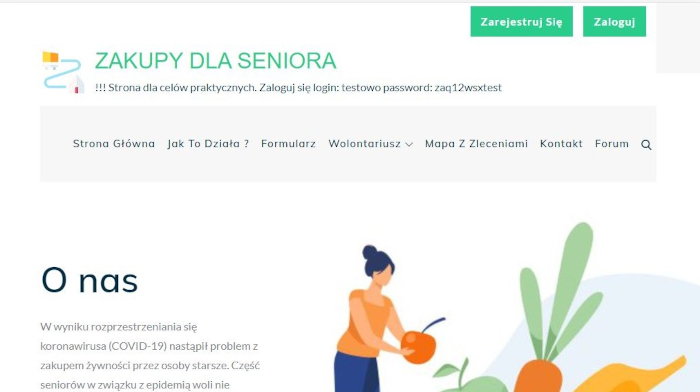 Zarejestruj Się Zaloguj
ZAKUPY DLA SENIORA
!!! Strona dla celów praktycznych. Zaloguj się login: testowo password: zaq12wsxtest
Strona Główna Jak To Działa ? Formularz Wolontariusz Mapa Z Zleceniami Kontakt Forum
O nas
W wyniku rozprzestrzeniania się
koronawirusa (COVID-19) nastąpił problem z
zakupem żywności przez osoby starsze. Część
seniorów w związku z epidemią woli nie